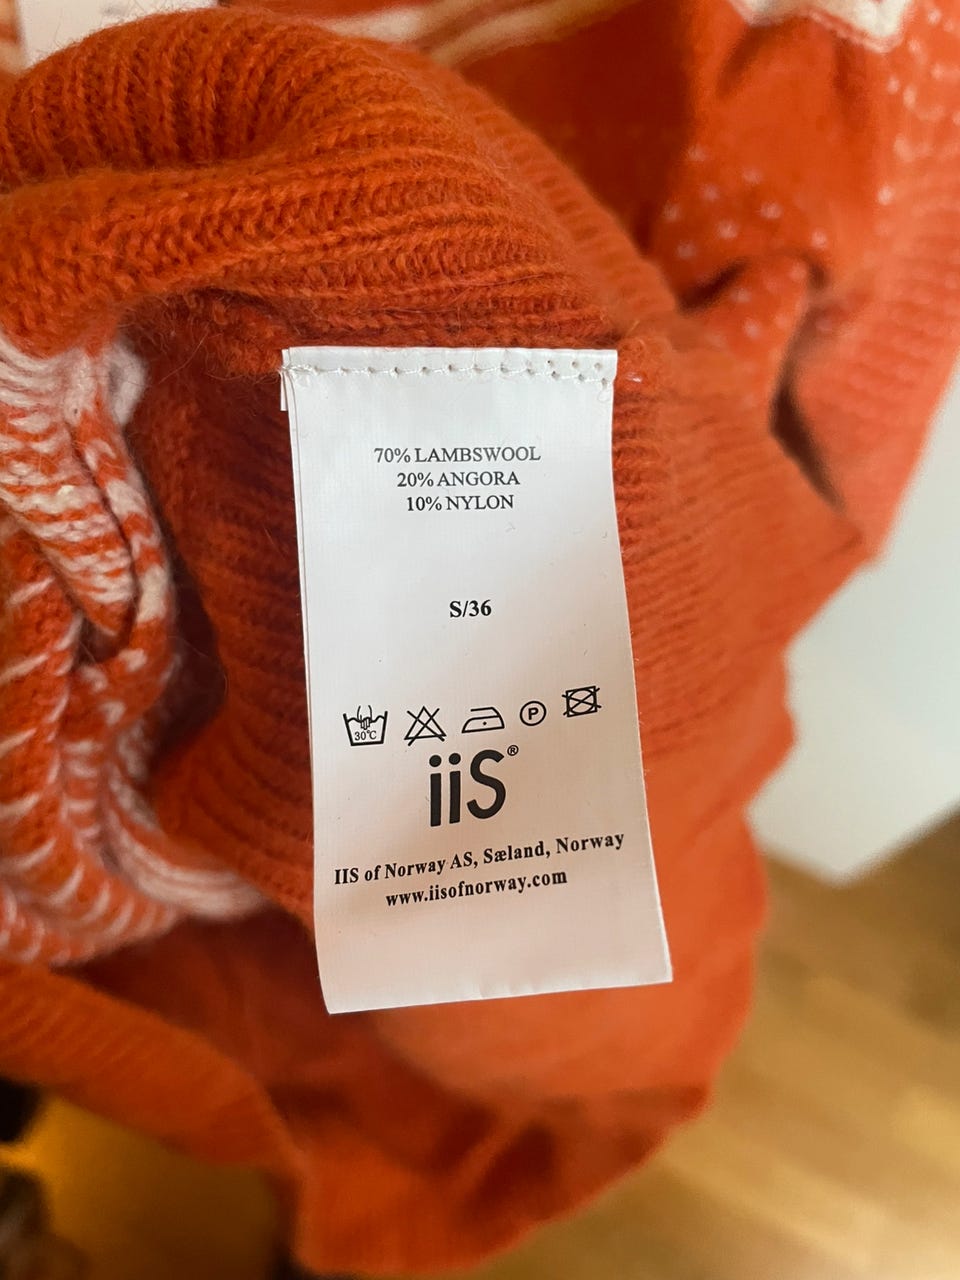 70% LAMBSWOOL
20% ANGORA
10% NYLON
S/36
30°C
P
iiS®
IIS of Norway AS, Sæland, Norway
www.iisofnorway.com